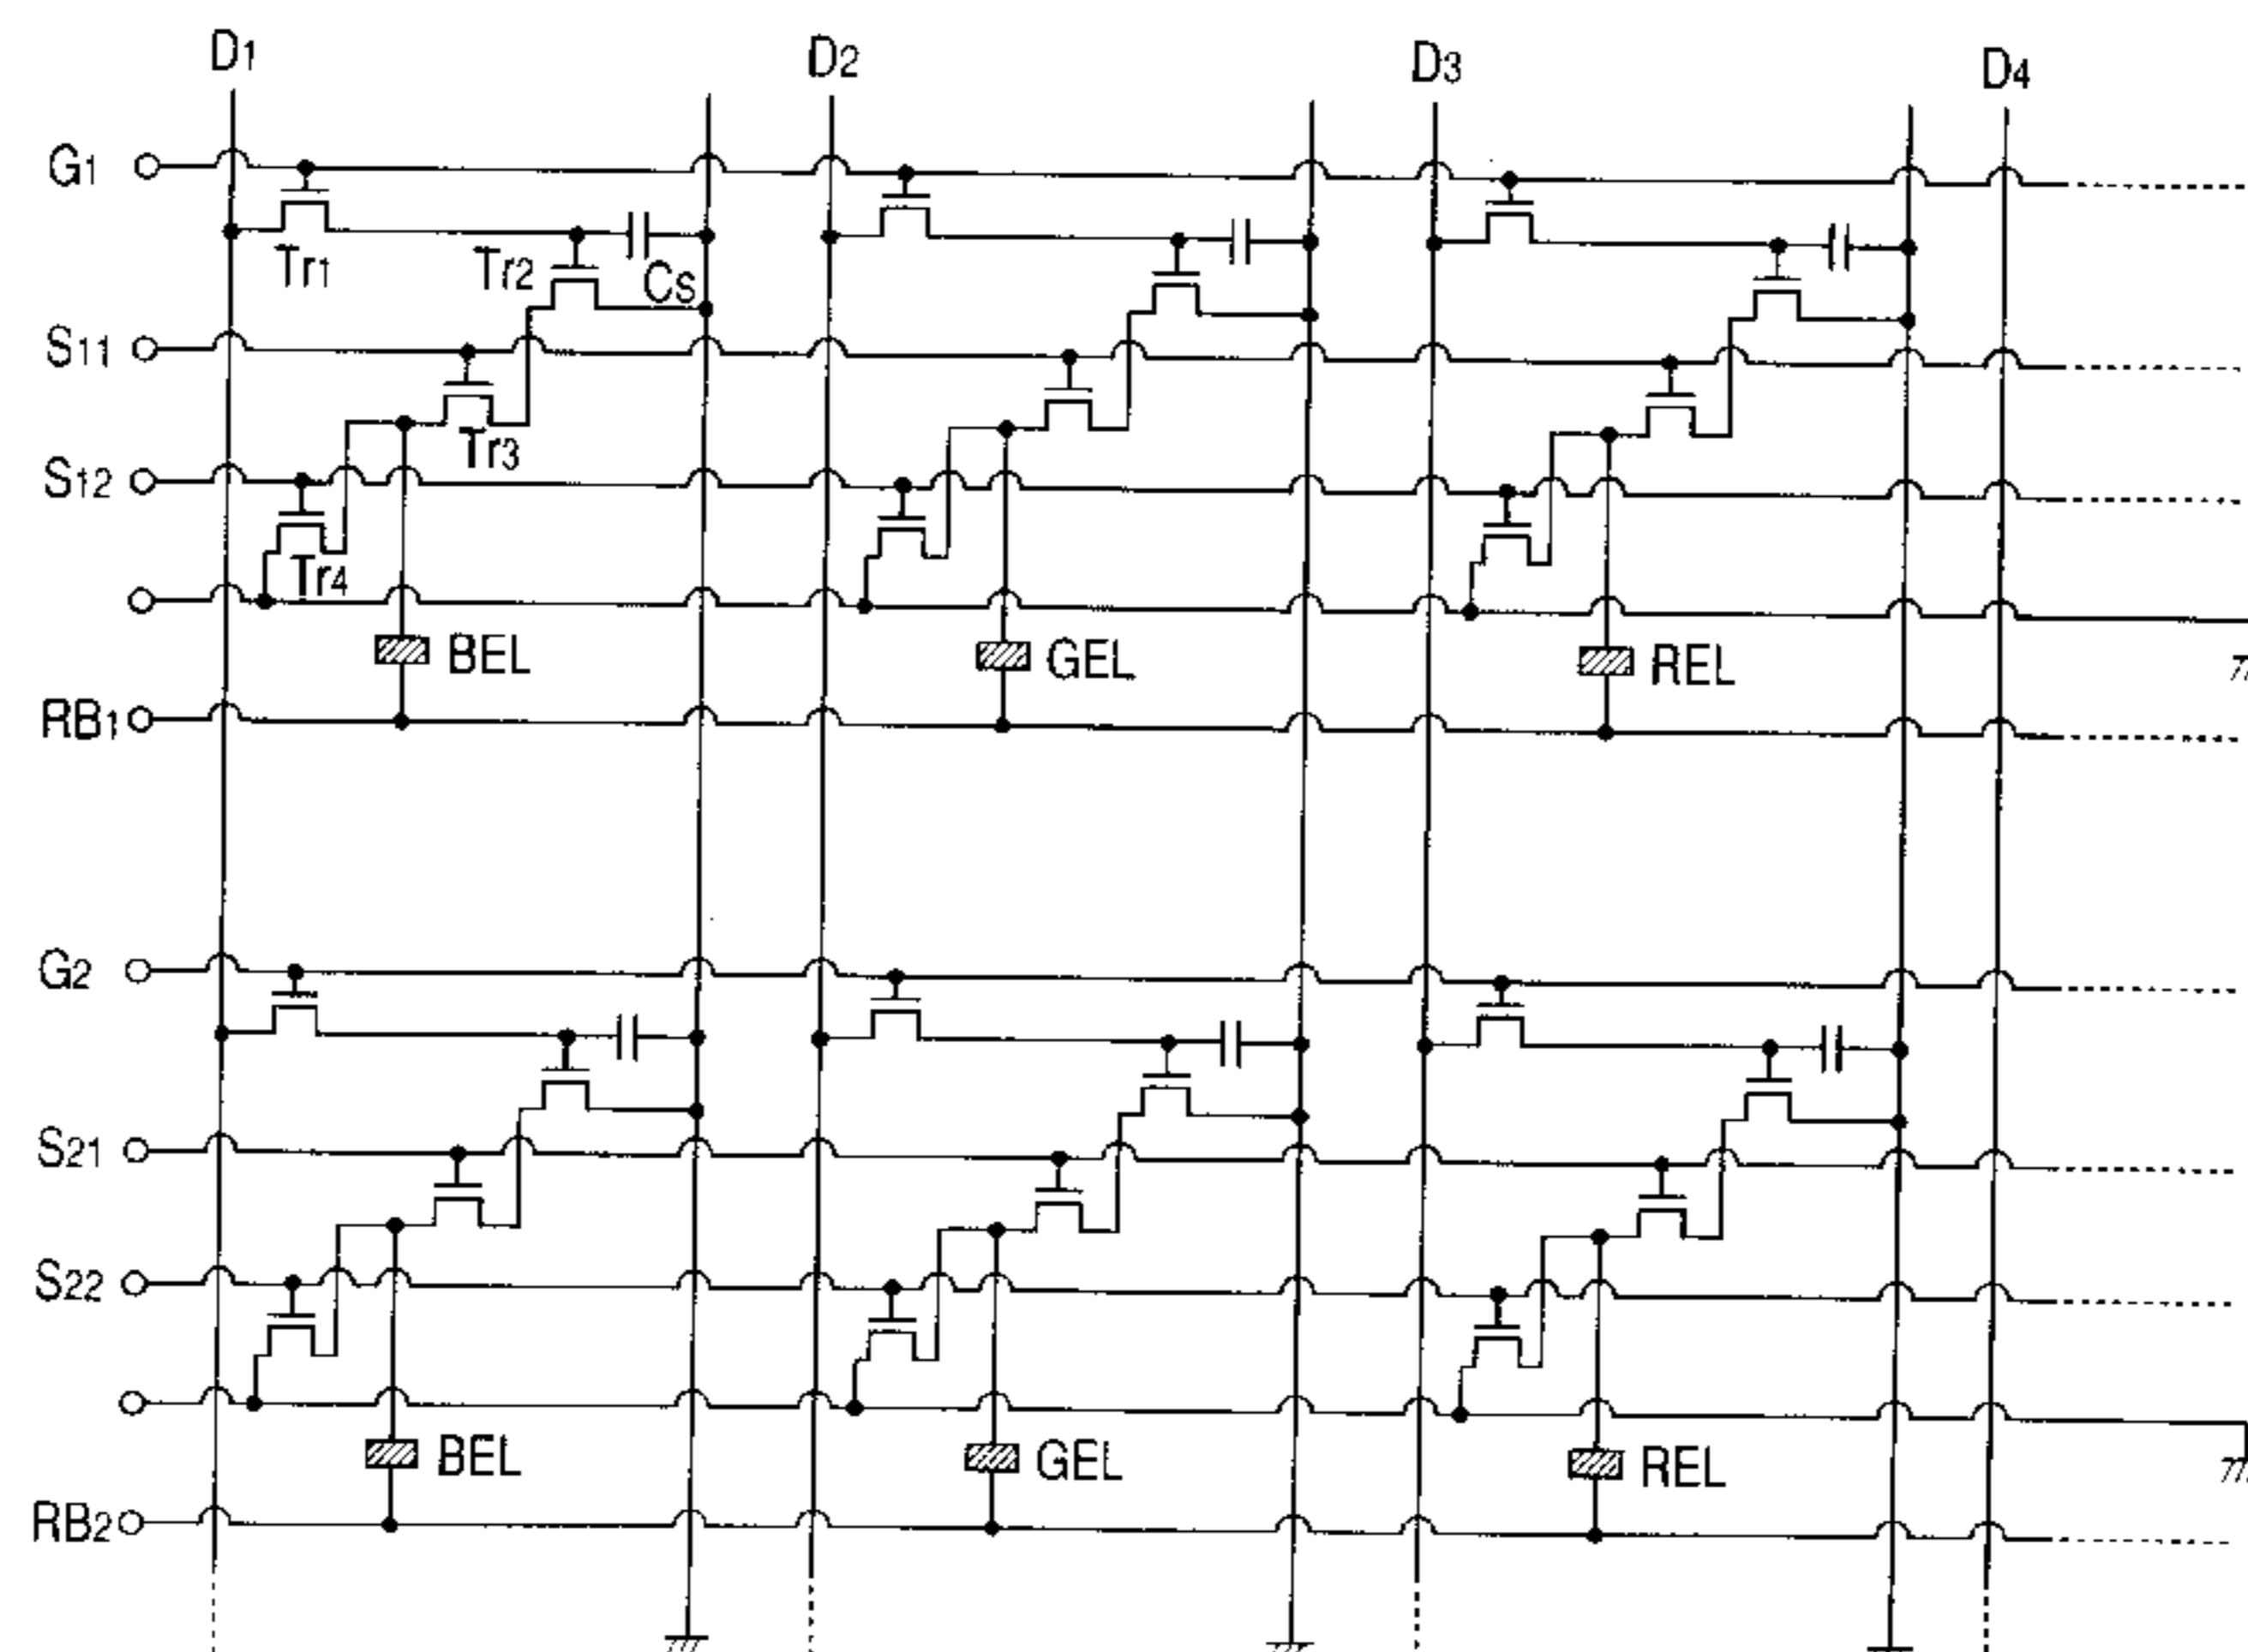 D1 D2 D3 D4
G1
Tr1 Tr2 Cs
S11
Tr3
S12
Tr4
BEL GEL REL
RB1
G2
S21
S22
BEL GEL REL
RB2